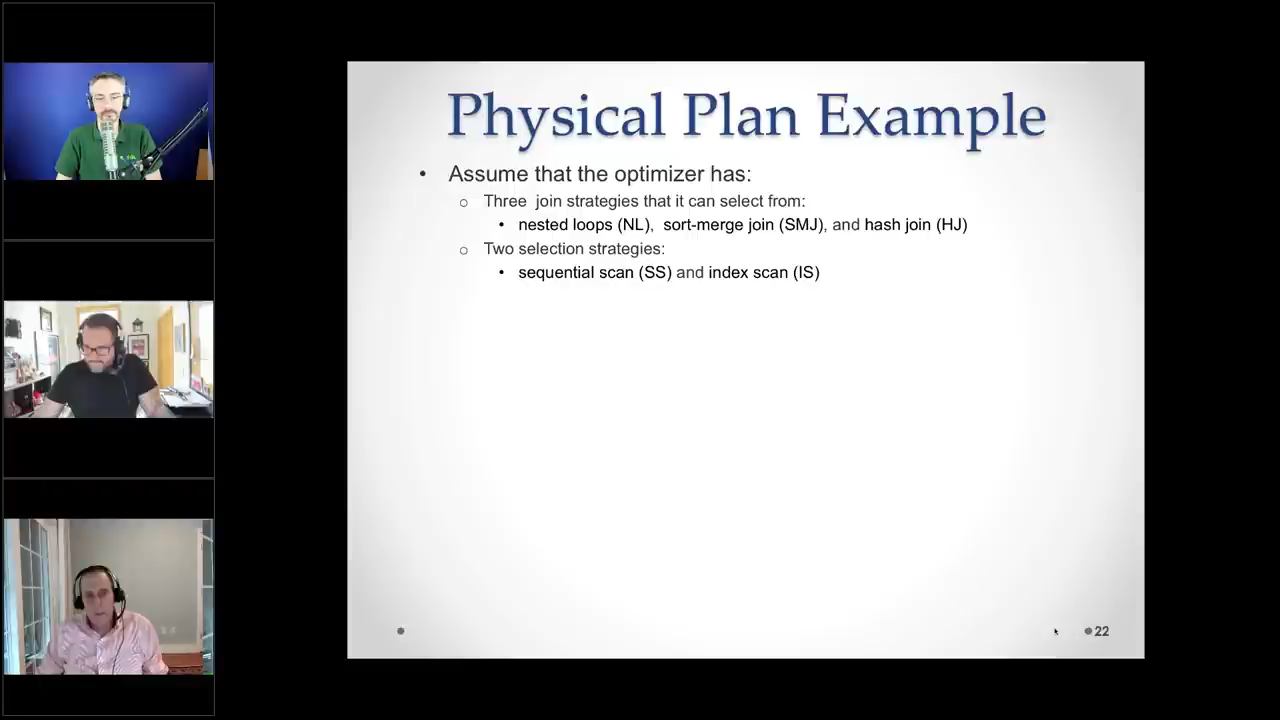 Physical Plan Example
• Assume that the optimizer has:
o Three join strategies that it can select from:
• nested loops (NL), sort-merge join (SMJ), and hash join (HJ)
o Two selection strategies:
• sequential scan (SS) and index scan (IS)
22